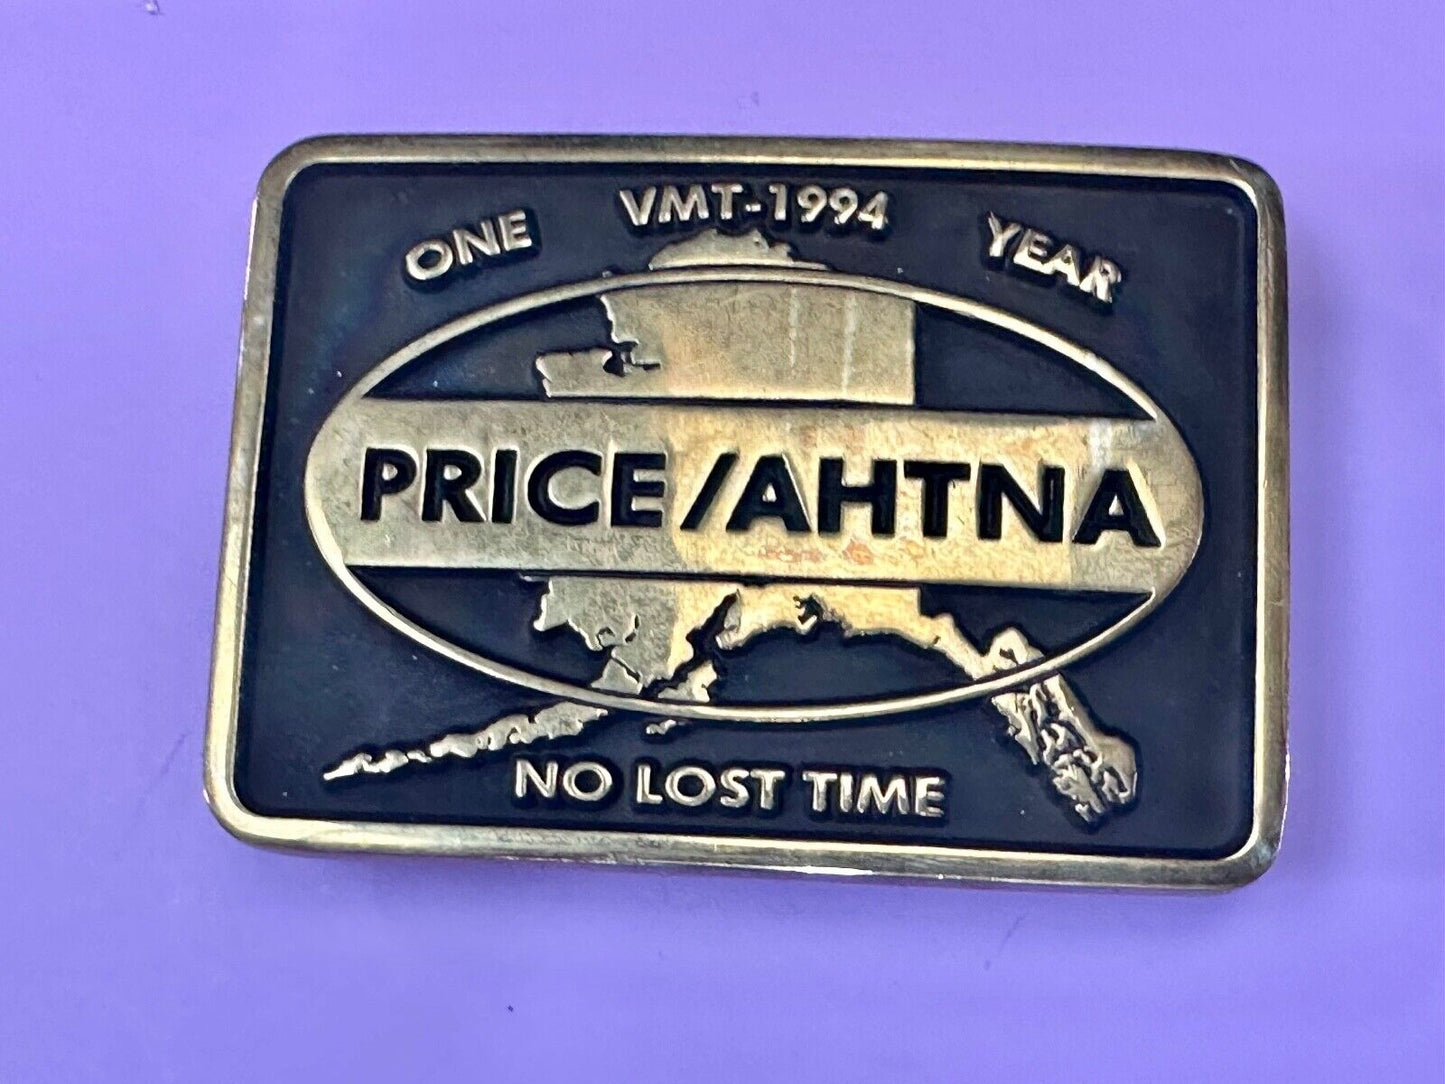 ONE VMT-1994 YEAR
PRICE/AHTNA
NO LOST TIME